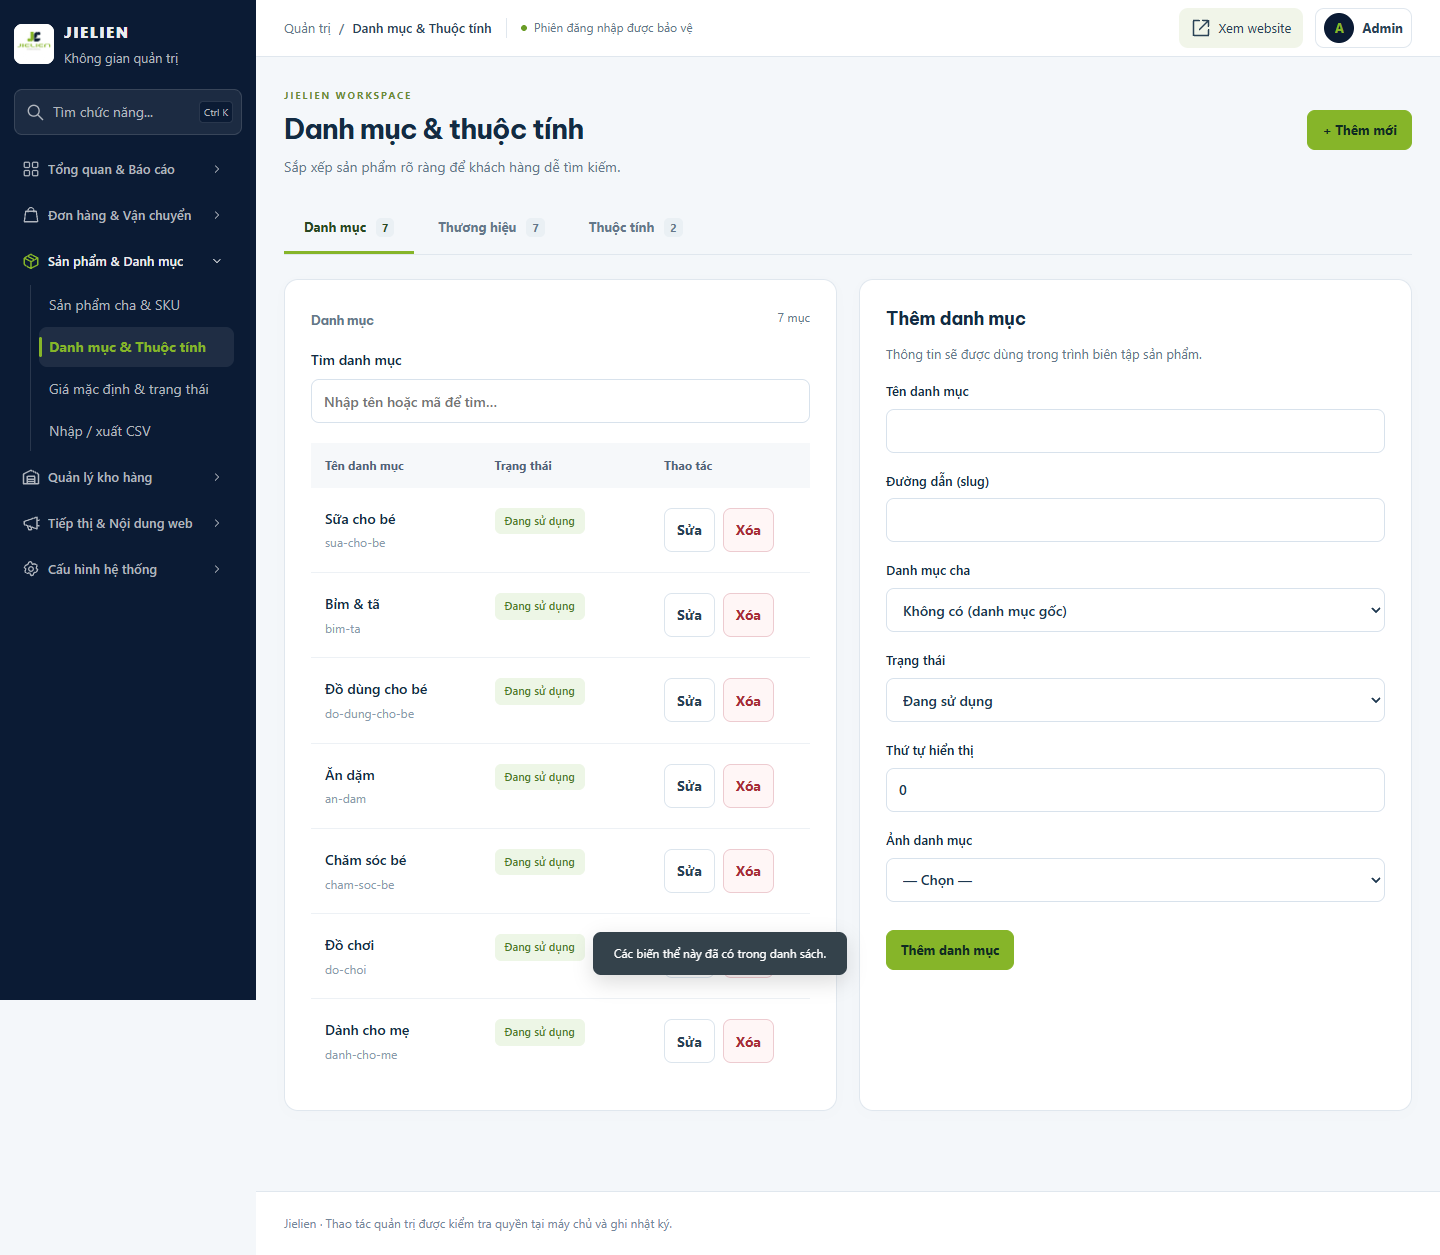 JC
JIELIEN
JIELIEN
Không gian quản trị
Tìm chức năng...
Ctrl K
Tổng quan & Báo cáo
Đơn hàng & Vận chuyển
Sản phẩm & Danh mục
Sản phẩm cha & SKU
Danh mục & Thuộc tính
Giá mặc định & trạng thái
Nhập / xuất CSV
Quản lý kho hàng
Tiếp thị & Nội dung web
Cấu hình hệ thống
Quản trị / Danh mục & Thuộc tính
Phiên đăng nhập được bảo vệ
Xem website
A Admin
JIELIEN WORKSPACE
Danh mục & thuộc tính
Sắp xếp sản phẩm rõ ràng để khách hàng dễ tìm kiếm.
+ Thêm mới
Danh mục 7
Thương hiệu 7
Thuộc tính 2
Danh mục
7 mục
Tìm danh mục
Nhập tên hoặc mã để tìm...
Tên danh mục Trạng thái Thao tác
Sữa cho bé Đang sử dụng Sửa Xóa
sua-cho-be
Bỉm & tã Đang sử dụng Sửa Xóa
bim-ta
Đồ dùng cho bé Đang sử dụng Sửa Xóa
do-dung-cho-be
Ăn dặm Đang sử dụng Sửa Xóa
an-dam
Chăm sóc bé Đang sử dụng Sửa Xóa
cham-soc-be
Đồ chơi Đang sử dụng
do-choi
Các biến thể này đã có trong danh sách.
Dành cho mẹ Đang sử dụng Sửa Xóa
danh-cho-me
Thêm danh mục
Thông tin sẽ được dùng trong trình biên tập sản phẩm.
Tên danh mục
Đường dẫn (slug)
Danh mục cha
Không có (danh mục gốc)
Trạng thái
Đang sử dụng
Thứ tự hiển thị
0
Ảnh danh mục
— Chọn —
Thêm danh mục
Jielien · Thao tác quản trị được kiểm tra quyền tại máy chủ và ghi nhật ký.